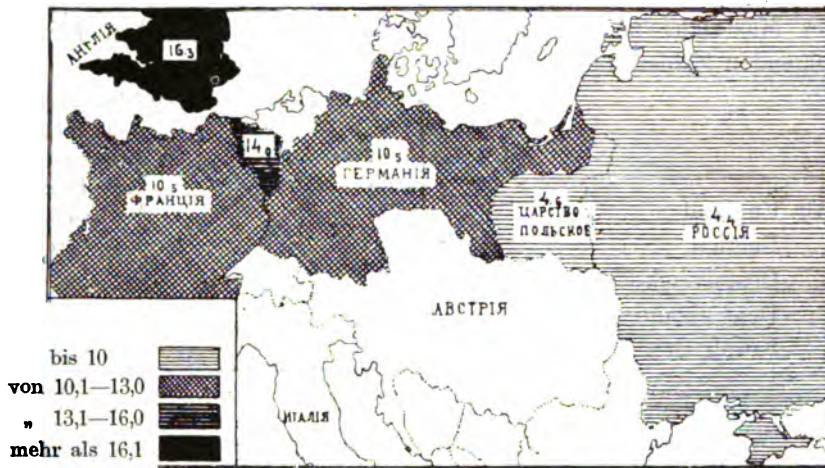 АНГЛІЯ
16.3
14.0
10.5
ФРАНЦІЯ
10.5
ГЕРМАНІЯ
4.6
ЦАРСТВО
ПОЛЬСКОЕ
4.4
РОССІЯ
АВСТРІЯ
ИТАЛІЯ
bis 10
von 10,1—13,0
„ 13,1—16,0
mehr als 16,1